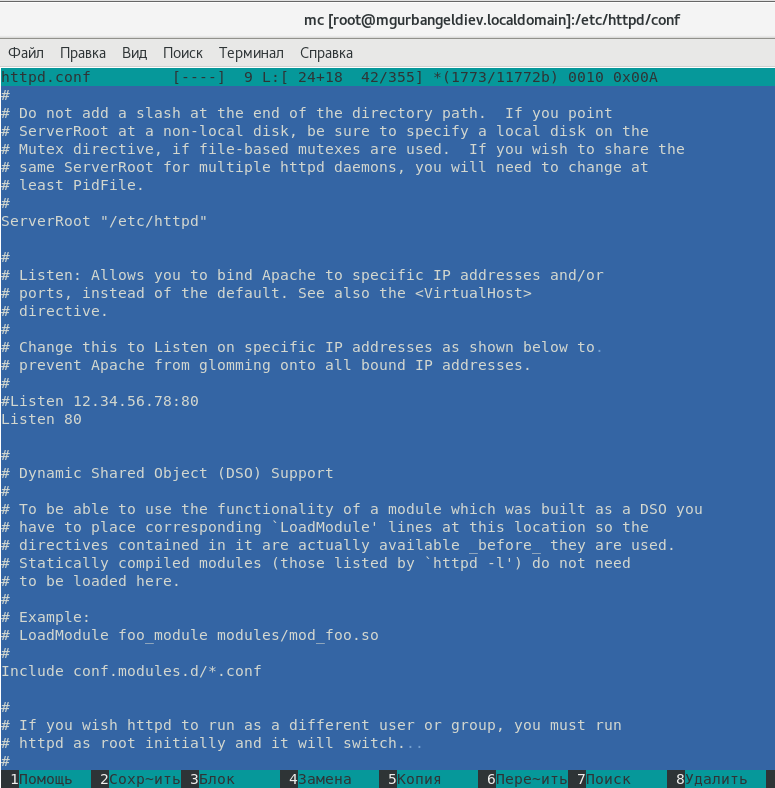 mc [root@mgurbangeldiev.localdomain]:/etc/httpd/conf
Файл Правка Вид Поиск Терминал Справка
httpd.conf         [----]  9 L:[ 24+18  42/355] *(1773/11772b) 0010 0x00A
#
# Do not add a slash at the end of the directory path.  If you point
# ServerRoot at a non-local disk, be sure to specify a local disk on the
# Mutex directive, if file-based mutexes are used.  If you wish to share the
# same ServerRoot for multiple httpd daemons, you will need to change at
# least PidFile.
#
ServerRoot "/etc/httpd"

#
# Listen: Allows you to bind Apache to specific IP addresses and/or
# ports, instead of the default. See also the <VirtualHost>
# directive.
#
# Change this to Listen on specific IP addresses as shown below to.
# prevent Apache from glomming onto all bound IP addresses.
#
#Listen 12.34.56.78:80
Listen 80

#
# Dynamic Shared Object (DSO) Support
#
# To be able to use the functionality of a module which was built as a DSO you
# have to place corresponding `LoadModule' lines at this location so the
# directives contained in it are actually available _before_ they are used.
# Statically compiled modules (those listed by `httpd -l') do not need
# to be loaded here.
#
# Example:
# LoadModule foo_module modules/mod_foo.so
#
Include conf.modules.d/*.conf

#
# If you wish httpd to run as a different user or group, you must run
# httpd as root initially and it will switch...
#
1Помощь 2Сохр~ить 3Блок 4Замена 5Копия 6Пере~ить 7Поиск 8Удалить